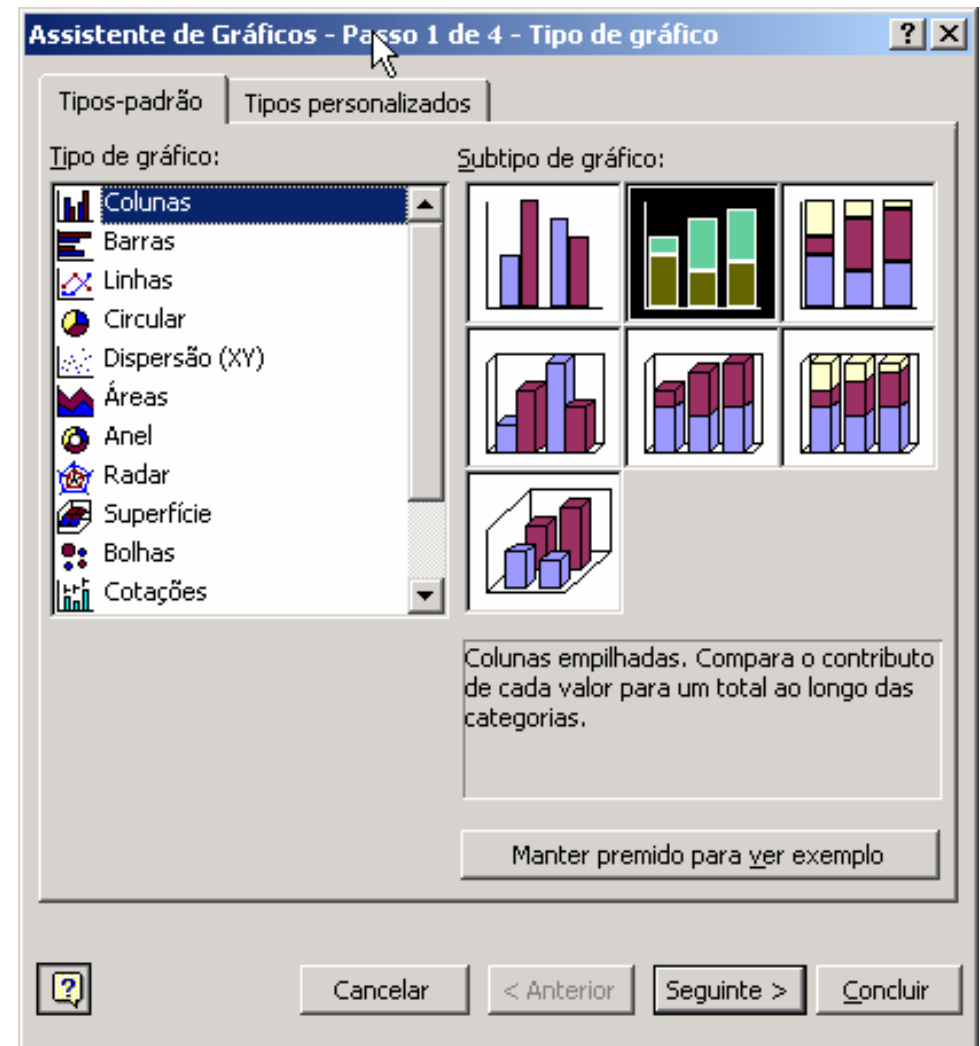 Assistente de Gráficos - Passo 1 de 4 - Tipo de gráfico
Tipos-padrão
Tipos personalizados
Tipo de gráfico:
Colunas
Barras
Linhas
Circular
Dispersão (XY)
Áreas
Anel
Radar
Superfície
Bolhas
Cotações
Subtipo de gráfico:
Colunas empilhadas. Compara o contributo
de cada valor para um total ao longo das
categorias.
Manter premido para ver exemplo
Cancelar
< Anterior
Seguinte >
Concluir